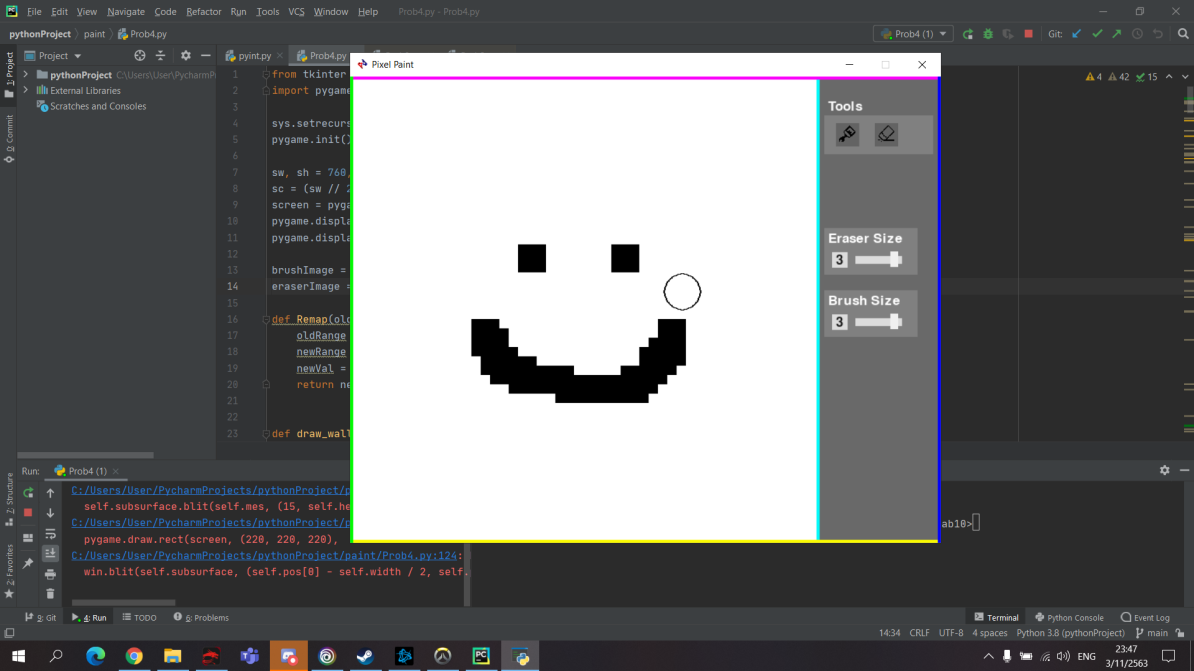 File Edit View Navigate Code Refactor Run Tools VCS Window Help Prob4.py - Prob4.py
pythonProject paint Prob4.py Prob4 (1) Git:
Project pyint.py Prob4.py
1: Project
pythonProject C:\Users\User\PycharmP
External Libraries
Scratches and Consoles
0: Commit
1 from tkinter
2 import pygame
3
4 sys.setrecurs
5 pygame.init()
6
7 sw, sh = 760,
8 sc = (sw // 2
9 screen = pyga
10 pygame.displa
11 pygame.displa
12
13 brushImage =
14 eraserImage =
15
16 def Remap(old
17 oldRange
18 newRange
19 newVal =
20 return ne
21
22
23 def draw_wall
4 42 15
Pixel Paint
Tools
Eraser Size
3
Brush Size
3
Run: Prob4 (1)
C:/Users/User/PycharmProjects/pythonProject/p
self.subsurface.blit(self.mes, (15, self.he
C:/Users/User/PycharmProjects/pythonProject/p
pygame.draw.rect(screen, (220, 220, 220),
C:/Users/User/PycharmProjects/pythonProject/paint/Prob4.py:124:
win.blit(self.subsurface, (self.pos[0] - self.width / 2, self.
ab10>
Z: Structure
2: Favorites
9: Git 4: Run TODO 6: Problems Terminal Python Console Event Log
14:34 CRLF UTF-8 4 spaces Python 3.8 (pythonProject) main
ENG
23:47
3/11/2563